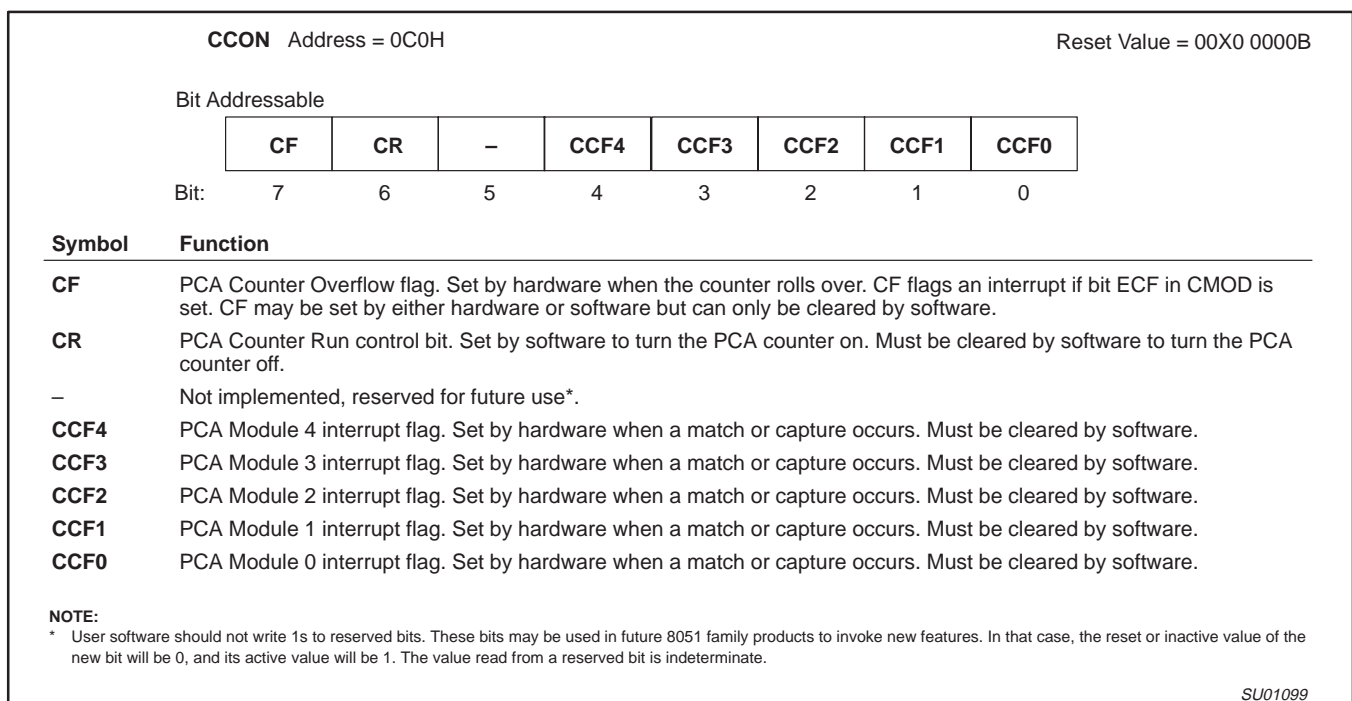 CCON Address = 0C0H Reset Value = 00X0 0000B
Bit Addressable
CF CR – CCF4 CCF3 CCF2 CCF1 CCF0
Bit: 7 6 5 4 3 2 1 0
Symbol Function
CF PCA Counter Overflow flag. Set by hardware when the counter rolls over. CF flags an interrupt if bit ECF in CMOD is
set. CF may be set by either hardware or software but can only be cleared by software.
CR PCA Counter Run control bit. Set by software to turn the PCA counter on. Must be cleared by software to turn the PCA
counter off.
– Not implemented, reserved for future use*.
CCF4 PCA Module 4 interrupt flag. Set by hardware when a match or capture occurs. Must be cleared by software.
CCF3 PCA Module 3 interrupt flag. Set by hardware when a match or capture occurs. Must be cleared by software.
CCF2 PCA Module 2 interrupt flag. Set by hardware when a match or capture occurs. Must be cleared by software.
CCF1 PCA Module 1 interrupt flag. Set by hardware when a match or capture occurs. Must be cleared by software.
CCF0 PCA Module 0 interrupt flag. Set by hardware when a match or capture occurs. Must be cleared by software.
NOTE:
* User software should not write 1s to reserved bits. These bits may be used in future 8051 family products to invoke new features. In that case, the reset or inactive value of the
new bit will be 0, and its active value will be 1. The value read from a reserved bit is indeterminate.
SU01099